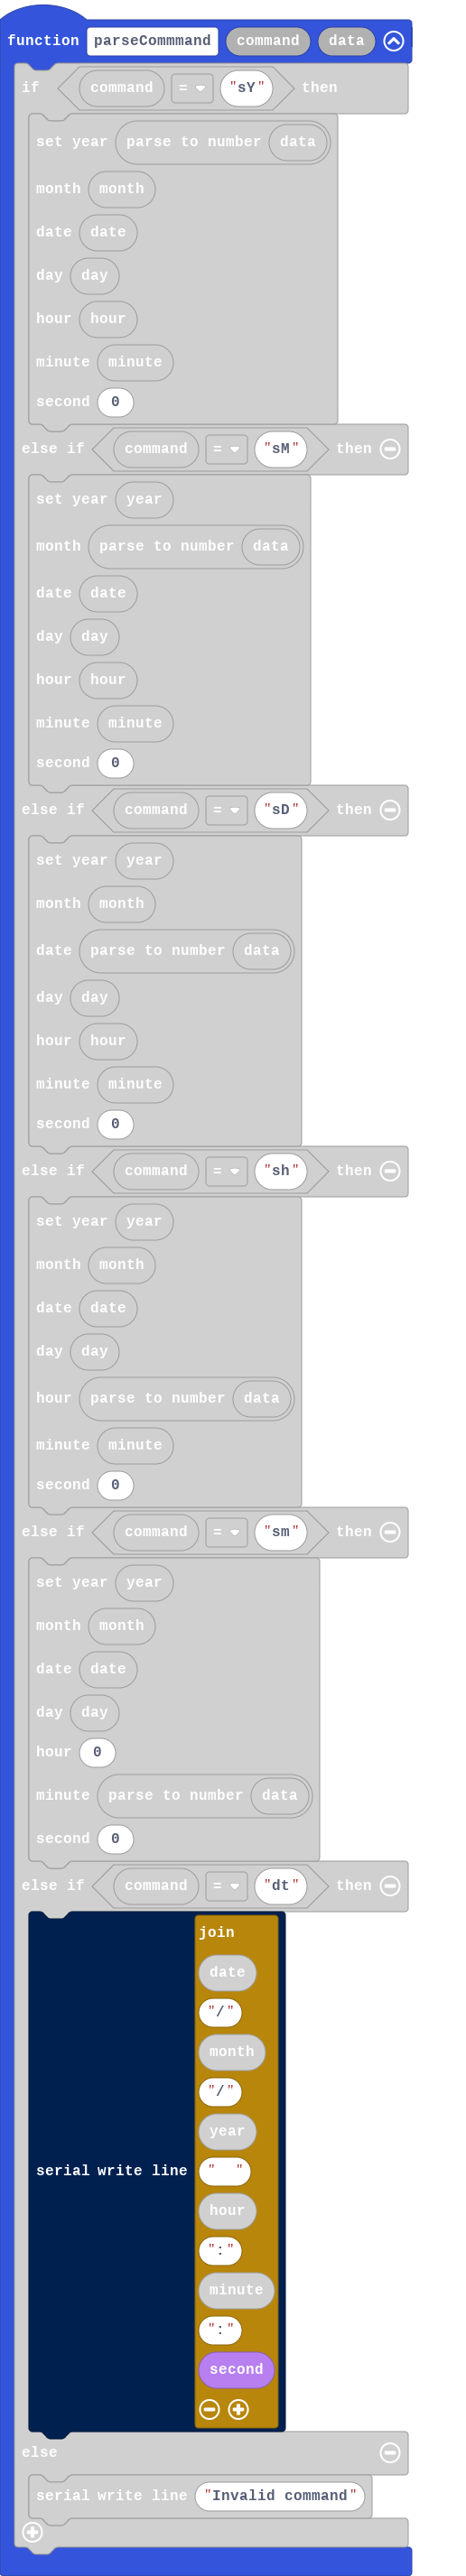 function parseCommmand command data
if command = "sY" then
set year parse to number data
month month
date date
day day
hour hour
minute minute
second 0
else if command = "sM" then
set year year
month parse to number data
date date
day day
hour hour
minute minute
second 0
else if command = "sD" then
set year year
month month
date parse to number data
day day
hour hour
minute minute
second 0
else if command = "sh" then
set year year
month month
date date
day day
hour parse to number data
minute minute
second 0
else if command = "sm" then
set year year
month month
date date
day day
hour 0
minute parse to number data
second 0
else if command = "dt" then
join
date
"/"
month
"/"
year
serial write line "  "
hour
":"
minute
":"
second
else
serial write line "Invalid command"